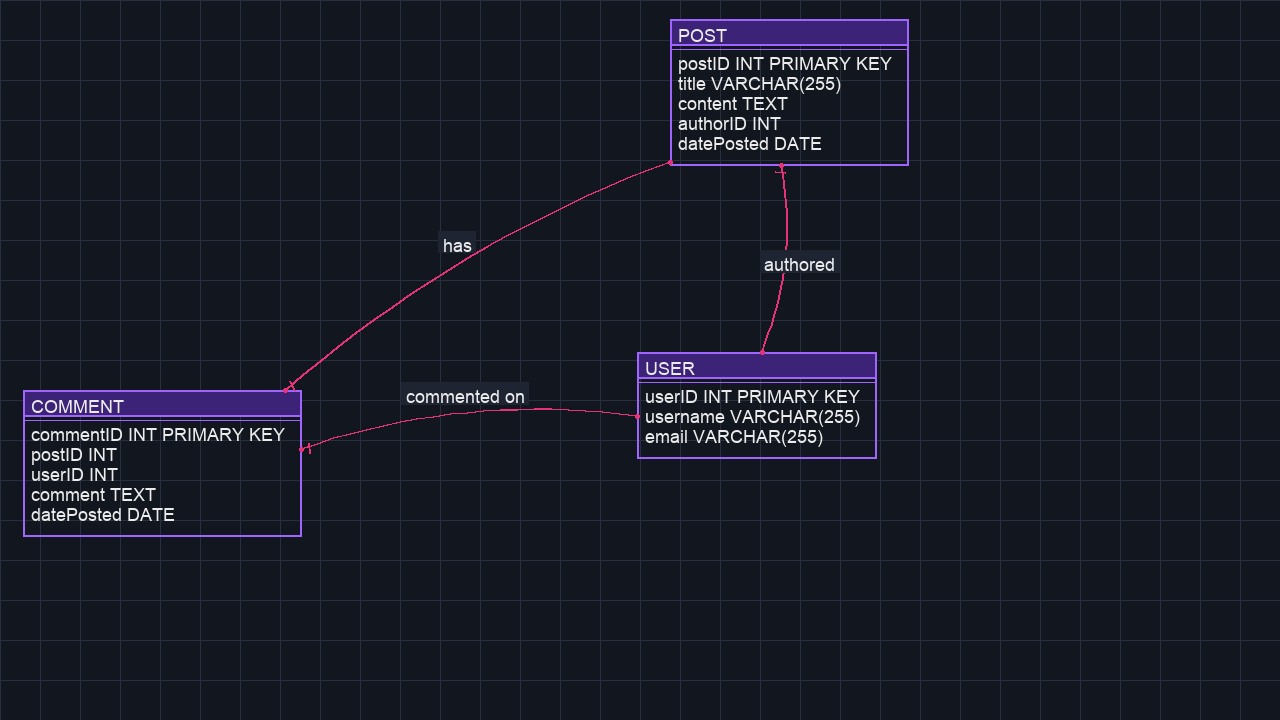 POST
postID INT PRIMARY KEY
title VARCHAR(255)
content TEXT
authorID INT
datePosted DATE
has
authored
USER
userID INT PRIMARY KEY
username VARCHAR(255)
email VARCHAR(255)
commented on
COMMENT
commentID INT PRIMARY KEY
postID INT
userID INT
comment TEXT
datePosted DATE